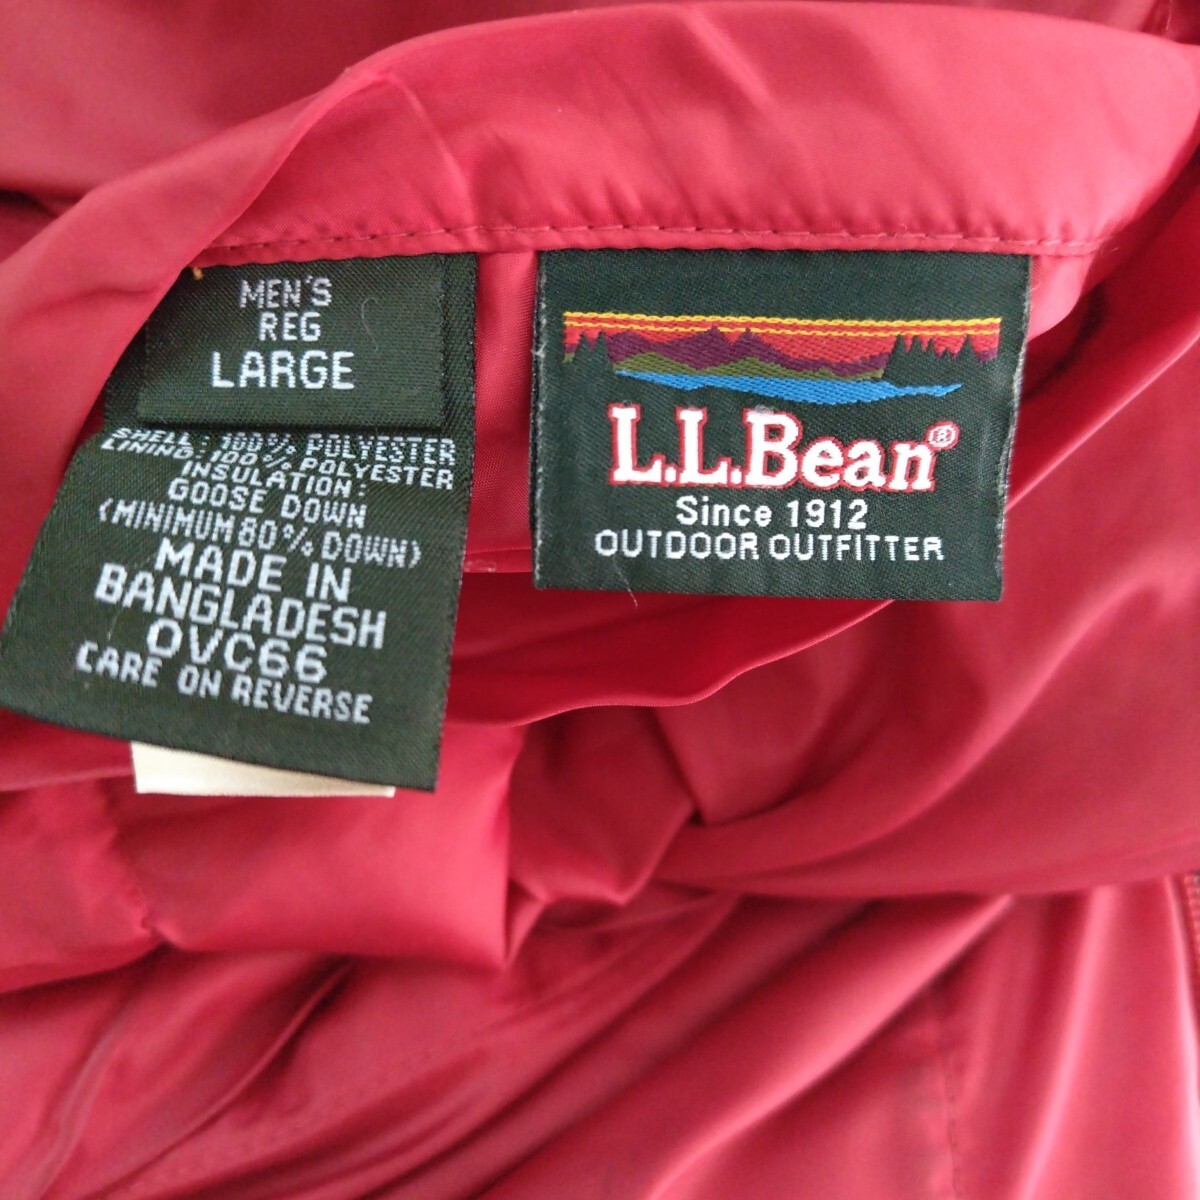 MEN'S
REG
LARGE
SHELL: 100% POLYESTER
LINING: 100% POLYESTER
INSULATION:
GOOSE DOWN
(MINIMUM 80% DOWN)
MADE IN
BANGLADESH
OVC66
CARE ON REVERSE
L.L.Bean®
Since 1912
OUTDOOR OUTFITTER